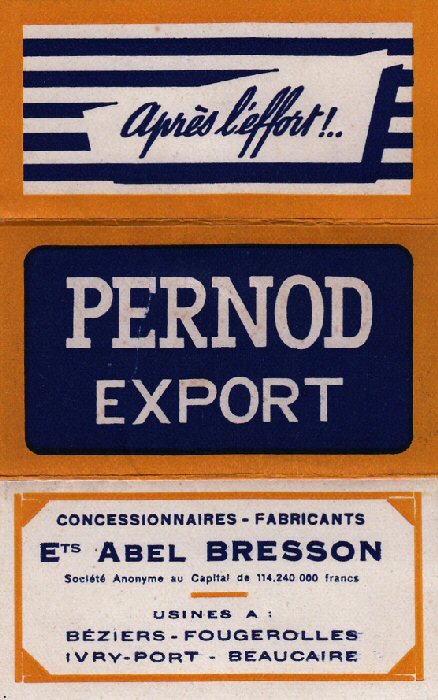 Après l'effort!..
PERNOD
EXPORT
CONCESSIONNAIRES - FABRICANTS
ETS ABEL BRESSON
Société Anonyme au Capital de 114.240 000 francs
USINES A :
BÉZIERS - FOUGEROLLES
IVRY-PORT - BEAUCAIRE